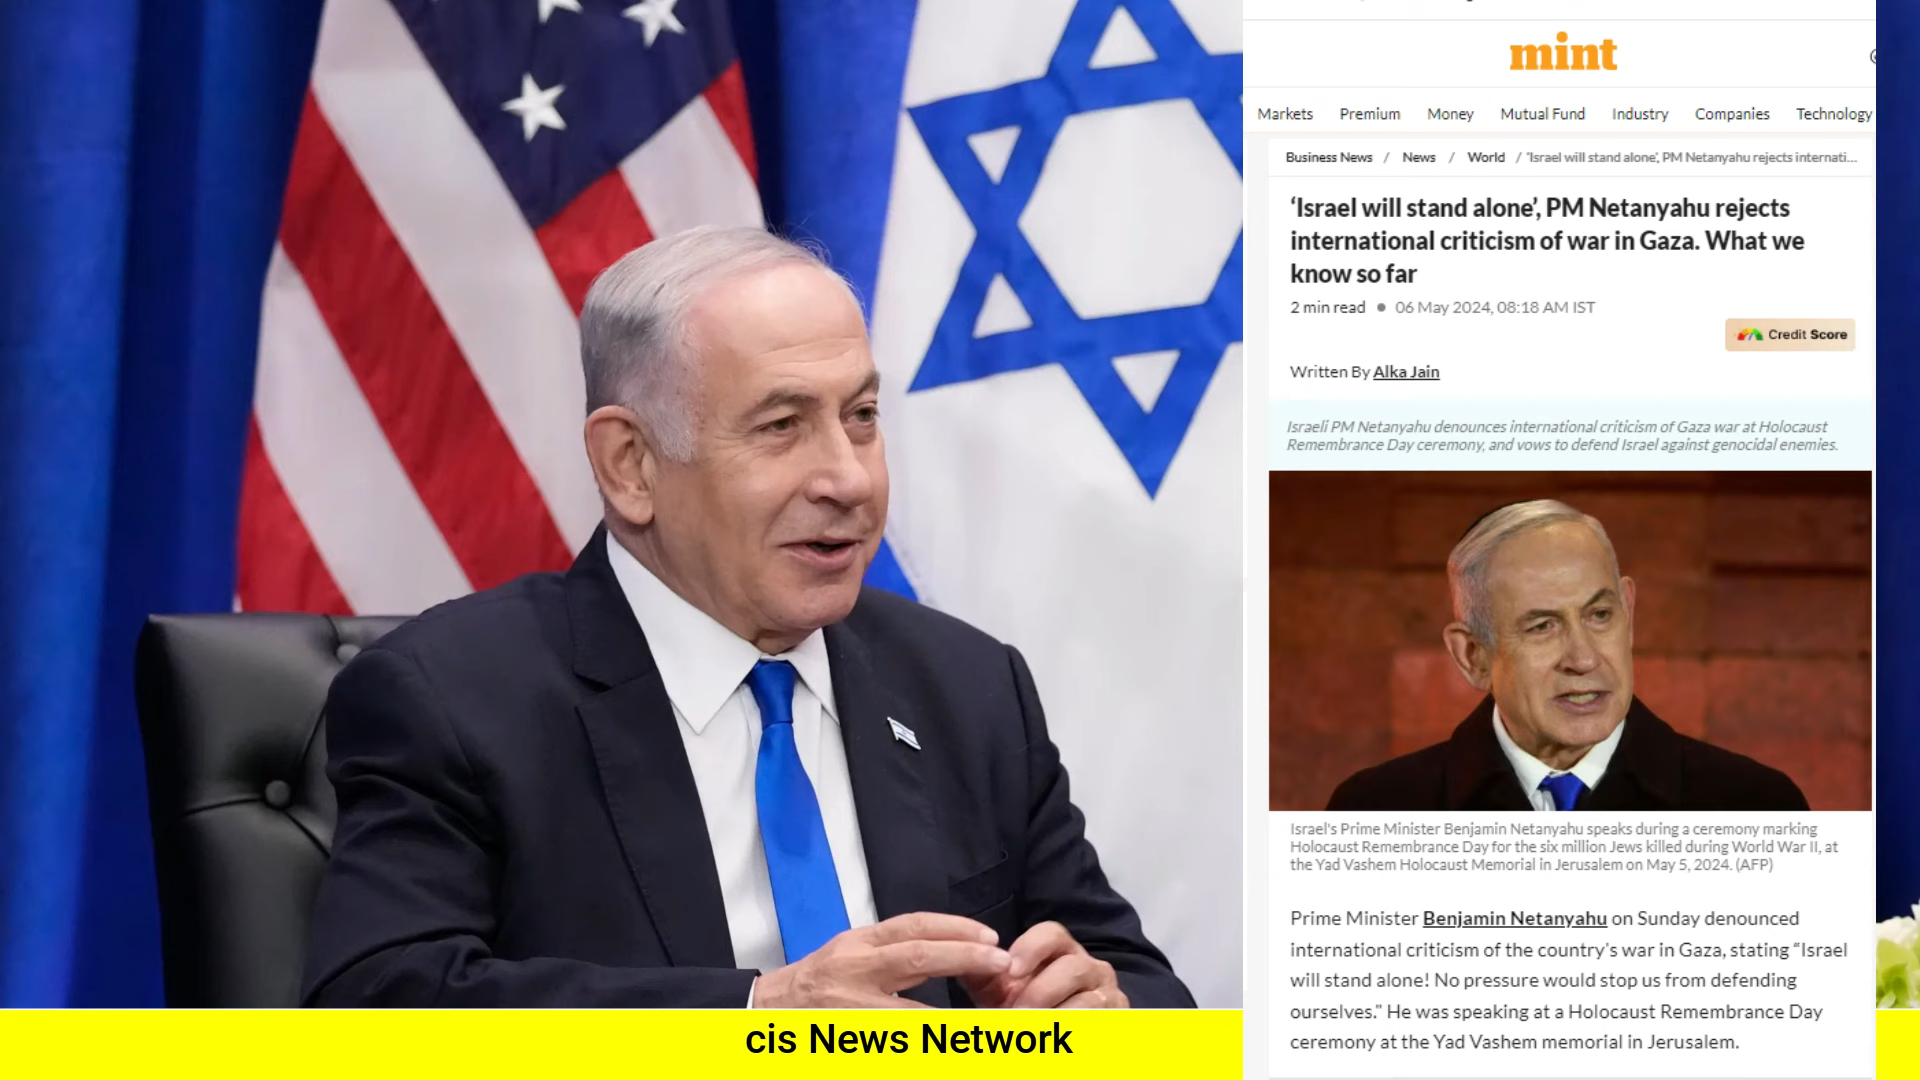 mint
Markets Premium Money Mutual Fund Industry Companies Technology
Business News / News / World / 'Israel will stand alone', PM Netanyahu rejects internati...
‘Israel will stand alone’, PM Netanyahu rejects
international criticism of war in Gaza. What we
know so far
2 min read • 06 May 2024, 08:18 AM IST
Credit Score
Written By Alka Jain
Israeli PM Netanyahu denounces international criticism of Gaza war at Holocaust
Remembrance Day ceremony, and vows to defend Israel against genocidal enemies.
Israel's Prime Minister Benjamin Netanyahu speaks during a ceremony marking
Holocaust Remembrance Day for the six million Jews killed during World War II, at
the Yad Vashem Holocaust Memorial in Jerusalem on May 5, 2024. (AFP)
Prime Minister Benjamin Netanyahu on Sunday denounced
international criticism of the country's war in Gaza, stating “Israel
will stand alone! No pressure would stop us from defending
ourselves." He was speaking at a Holocaust Remembrance Day
ceremony at the Yad Vashem memorial in Jerusalem.
cis News Network